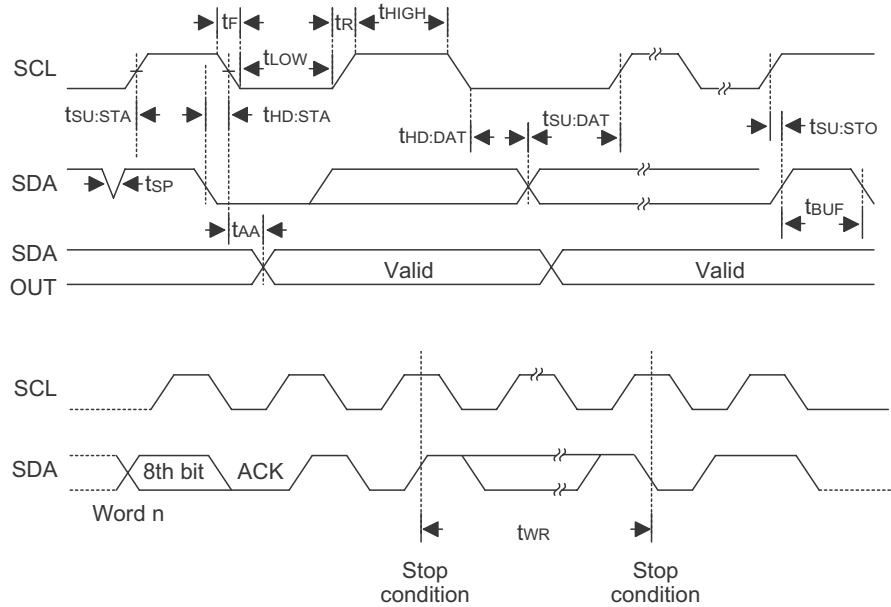 tF
tR
tHIGH
tLOW
SCL
tSU:STA
tHD:STA
tHD:DAT
tSU:DAT
tSU:STO
SDA
tSP
tBUF
tAA
SDA
OUT
Valid
Valid
SCL
SDA
8th bit
ACK
Word n
tWR
Stop
condition
Stop
condition